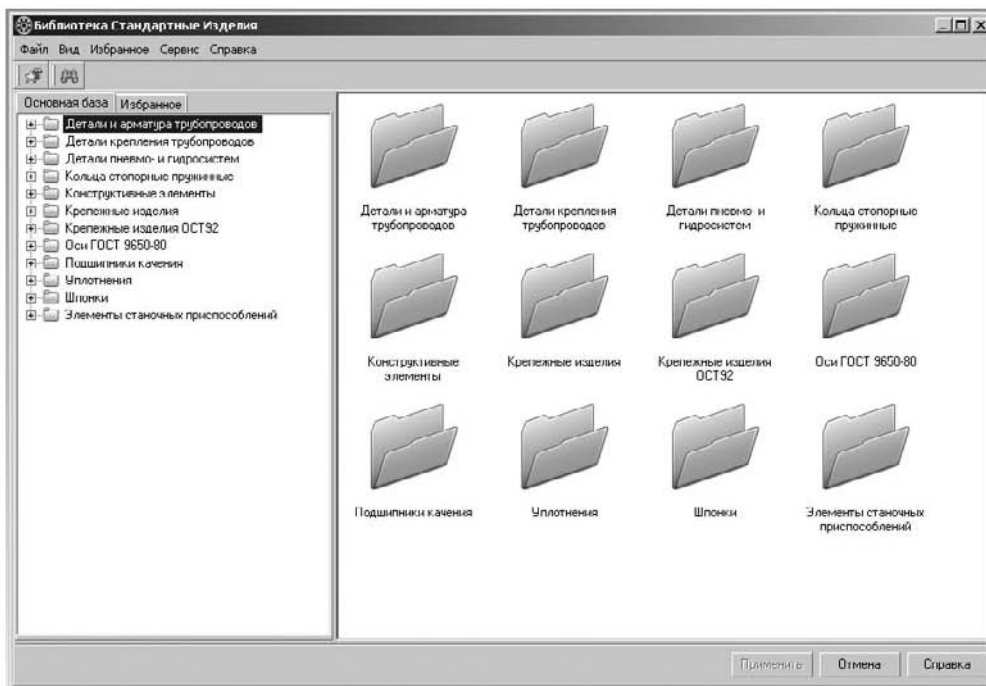 Библиотека Стандартные Изделия
Файл Вид Избранное Сервис Справка
Основная база Избранное
Детали и арматура трубопроводов
Детали крепления трубопроводов
Детали пневмо- и гидросистем
Кольца стопорные пружинные
Конструктивные элементы
Крепежные изделия
Крепежные изделия ОСТ92
Оси ГОСТ 9650-80
Подшипники качения
Уплотнения
Шпонки
Элементы станочных приспособлений
Детали и арматура
трубопроводов
Детали крепления
трубопроводов
Детали пневмо- и
гидросистем
Кольца стопорные
пружинные
Конструктивные
элементы
Крепежные изделия
Крепежные изделия
ОСТ92
Оси ГОСТ 9650-80
Подшипники качения
Уплотнения
Шпонки
Элементы станочных
приспособлений
Применить Отмена Справка